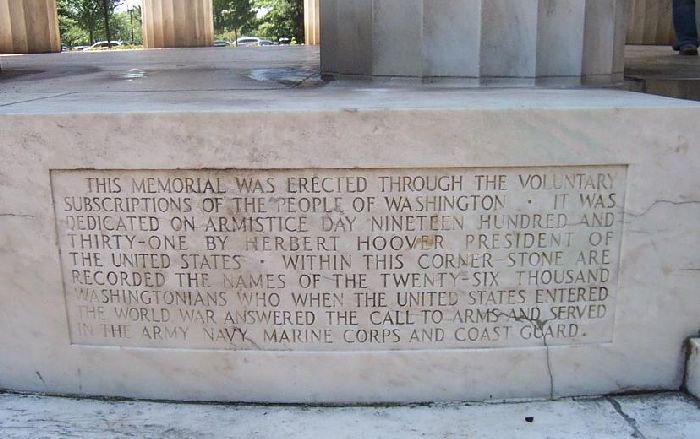 THIS MEMORIAL WAS ERECTED THROUGH THE VOLUNTARY
SUBSCRIPTIONS OF THE PEOPLE OF WASHINGTON · IT WAS
DEDICATED ON ARMISTICE DAY NINETEEN HUNDRED AND
THIRTY-ONE BY HERBERT HOOVER PRESIDENT OF
THE UNITED STATES · WITHIN THIS CORNER STONE ARE
RECORDED THE NAMES OF THE TWENTY-SIX THOUSAND
WASHINGTONIANS WHO WHEN THE UNITED STATES ENTERED
THE WORLD WAR ANSWERED THE CALL TO ARMS AND SERVED
IN THE ARMY NAVY MARINE CORPS AND COAST GUARD.